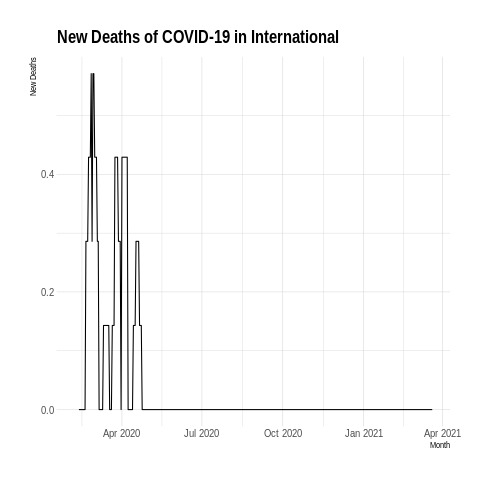 New Deaths of COVID-19 in International
New Deaths
0.4
0.2
0.0
Apr 2020 Jul 2020 Oct 2020 Jan 2021 Apr 2021
Month